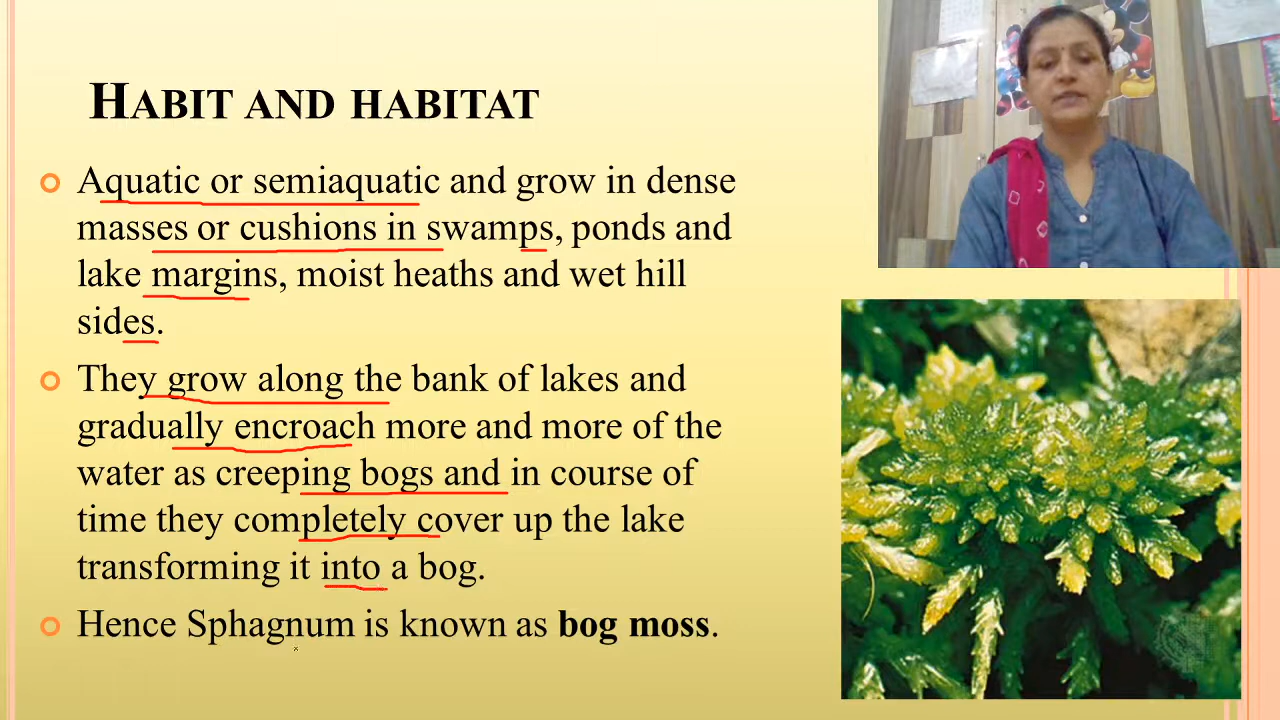 HABIT AND HABITAT
Aquatic or semiaquatic and grow in dense
masses or cushions in swamps, ponds and
lake margins, moist heaths and wet hill
sides.
They grow along the bank of lakes and
gradually encroach more and more of the
water as creeping bogs and in course of
time they completely cover up the lake
transforming it into a bog.
Hence Sphagnum is known as bog moss.